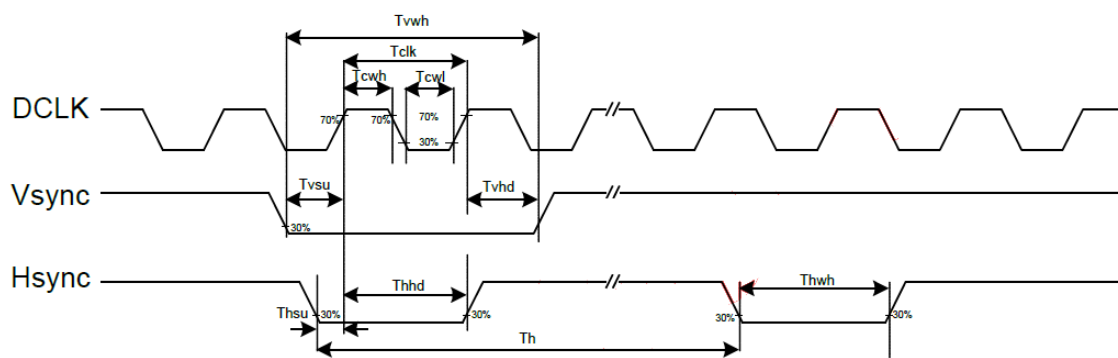 Tvwh
Tclk
Tcwh Tcwl
DCLK
70% 70% 70%
30%
Tvsu Tvhd
Vsync
30%
Hsync
Thhd Thwh
Thsu 30% 30% 30% 30%
Th